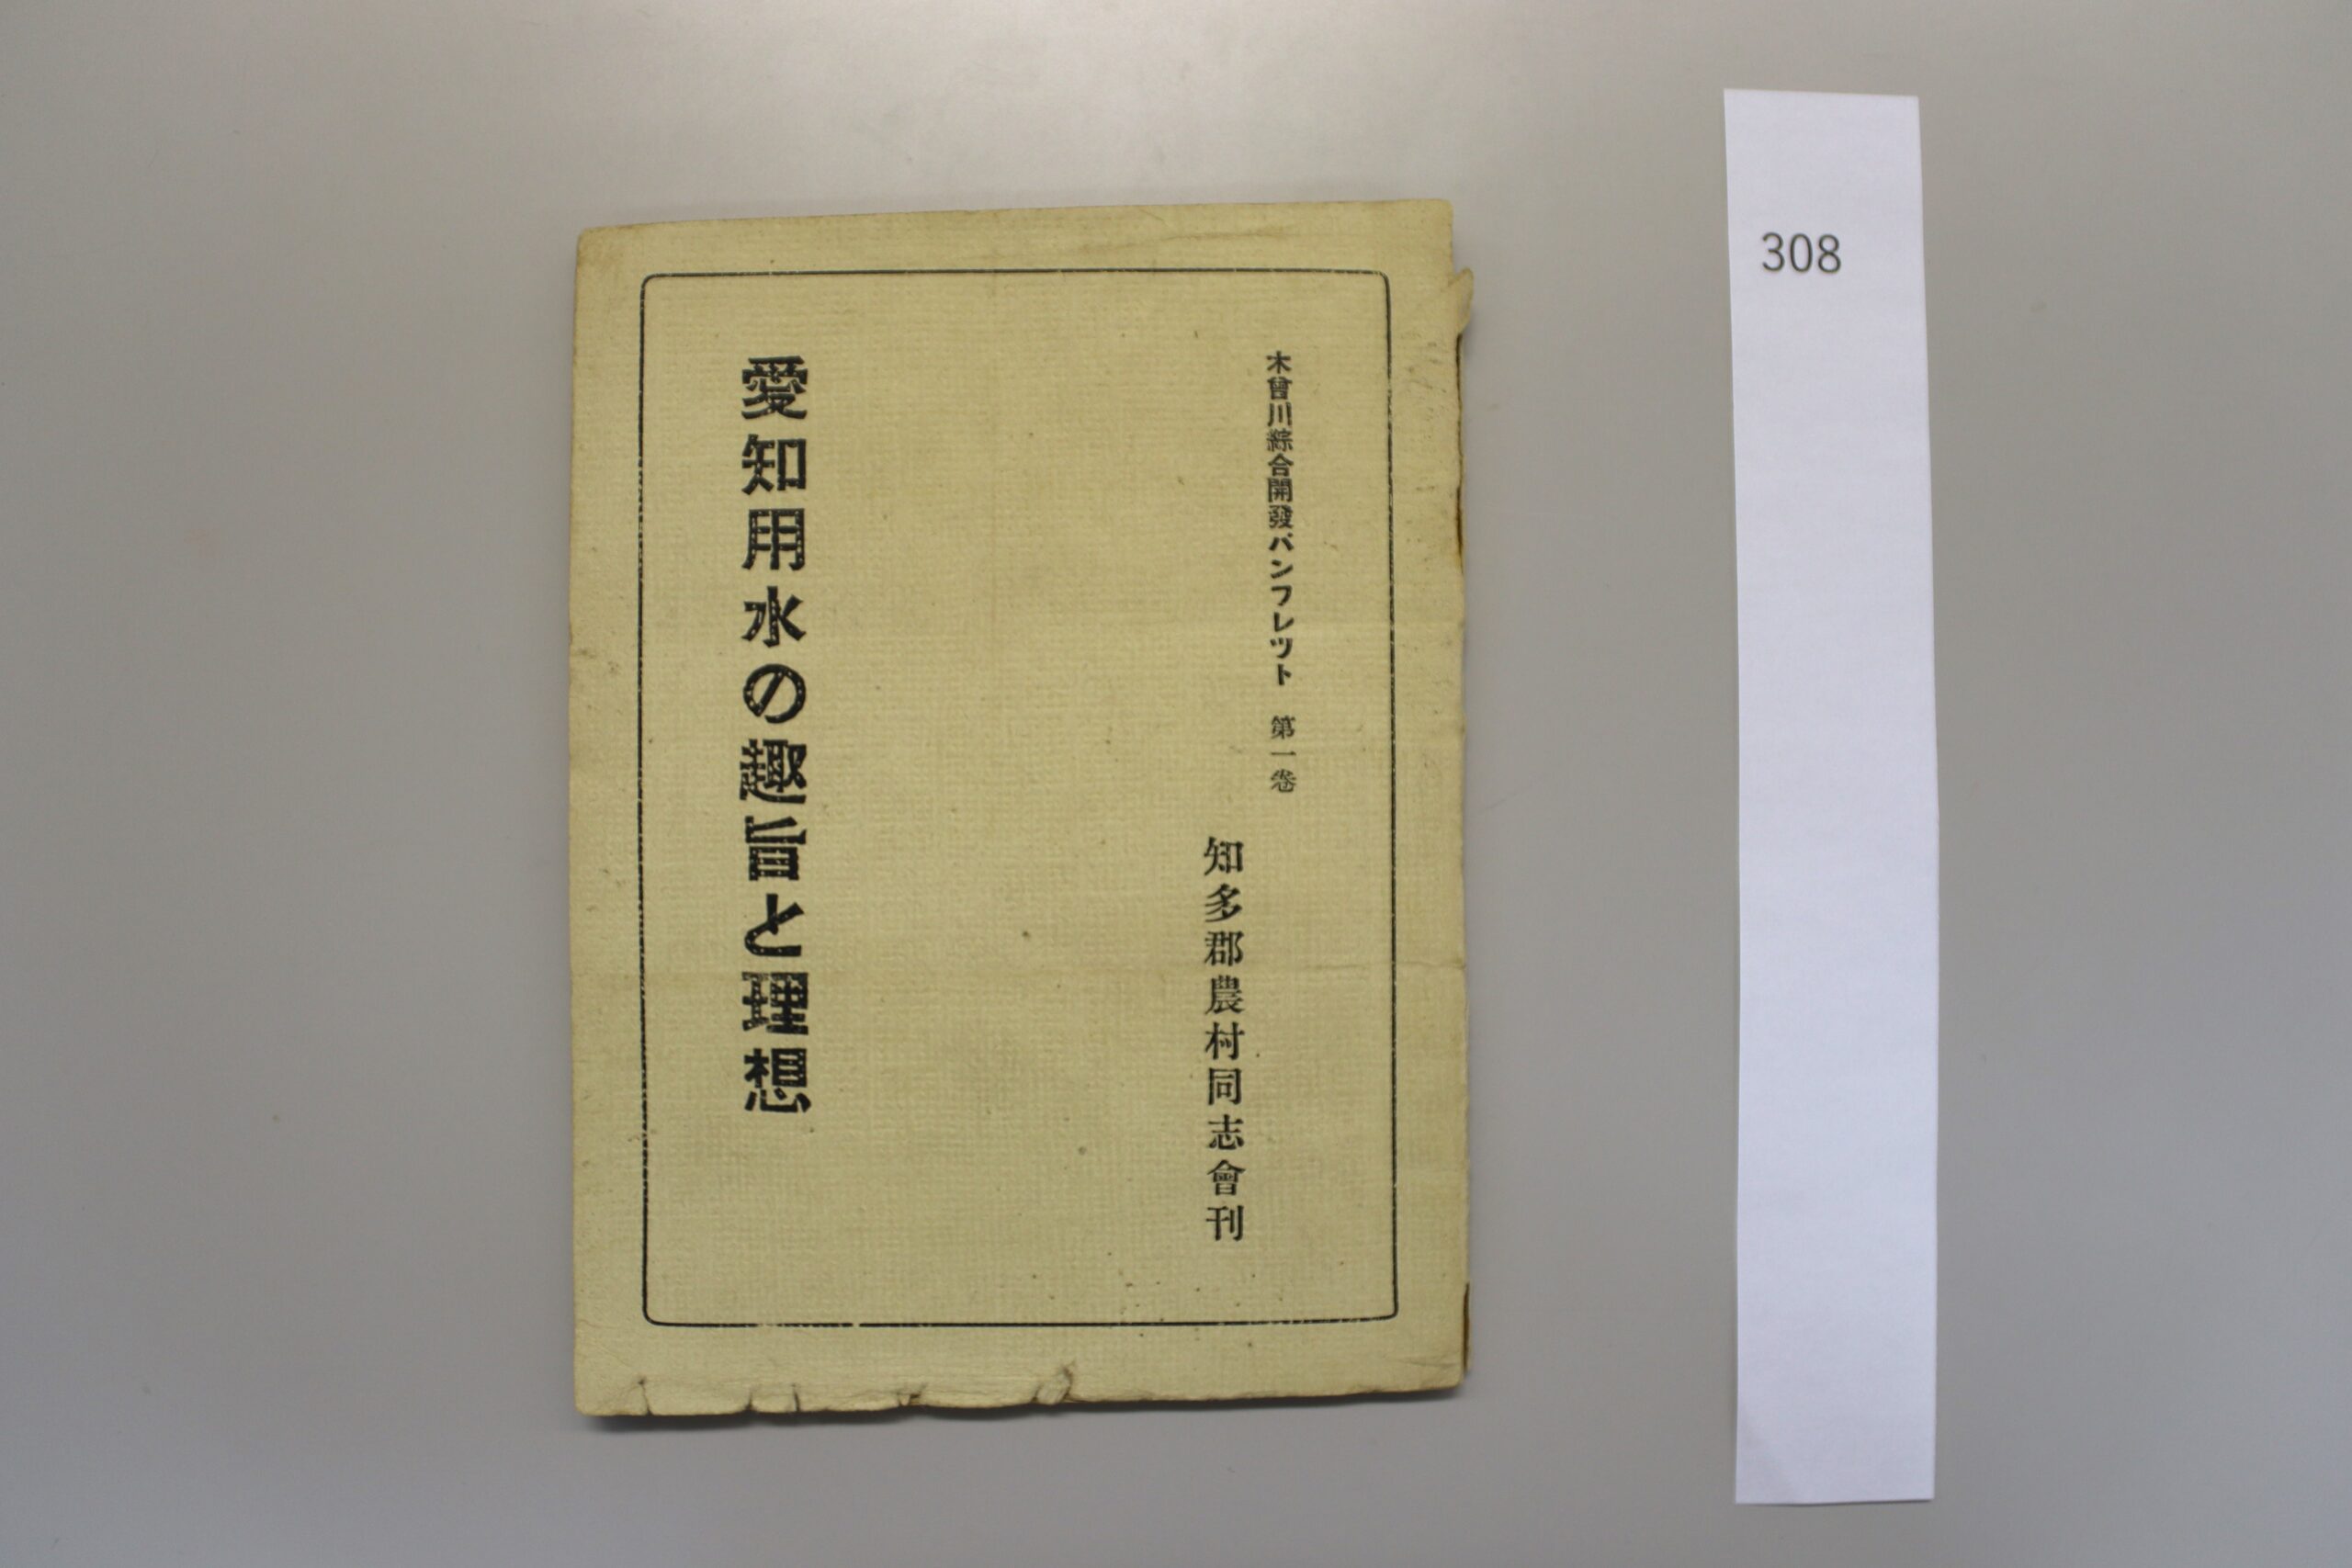 木曾川綜合開發パンフレツト 第一卷
知多郡農村同志會刊
愛知用水の趣旨と理想
308